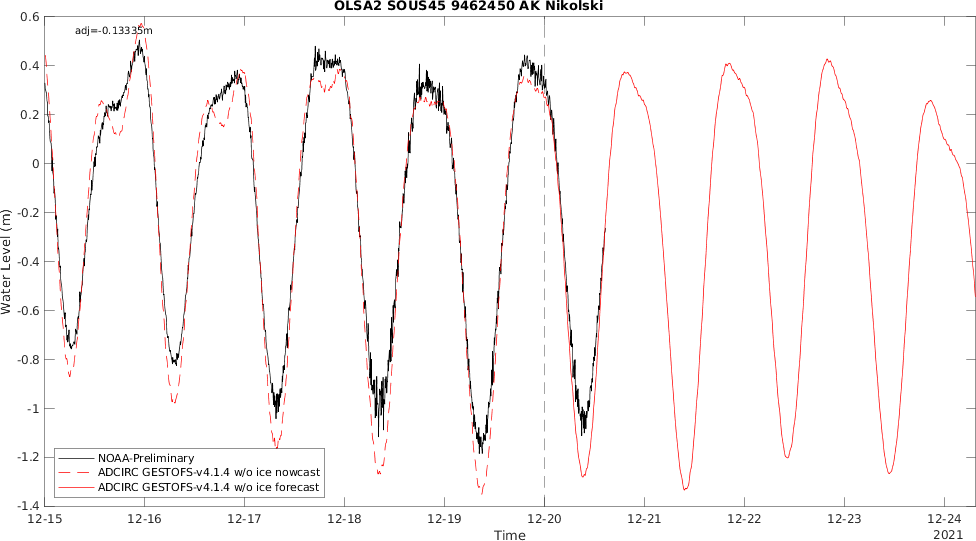 OLSA2 SOUS45 9462450 AK Nikolski
adj=-0.13335m
0.6
0.4
0.2
0
-0.2
-0.4
-0.6
-0.8
-1
-1.2
-1.4
Water Level (m)
NOAA-Preliminary
ADCIRC GESTOFS-v4.1.4 w/o ice nowcast
ADCIRC GESTOFS-v4.1.4 w/o ice forecast
12-15 12-16 12-17 12-18 12-19 12-20 12-21 12-22 12-23 12-24
Time
2021